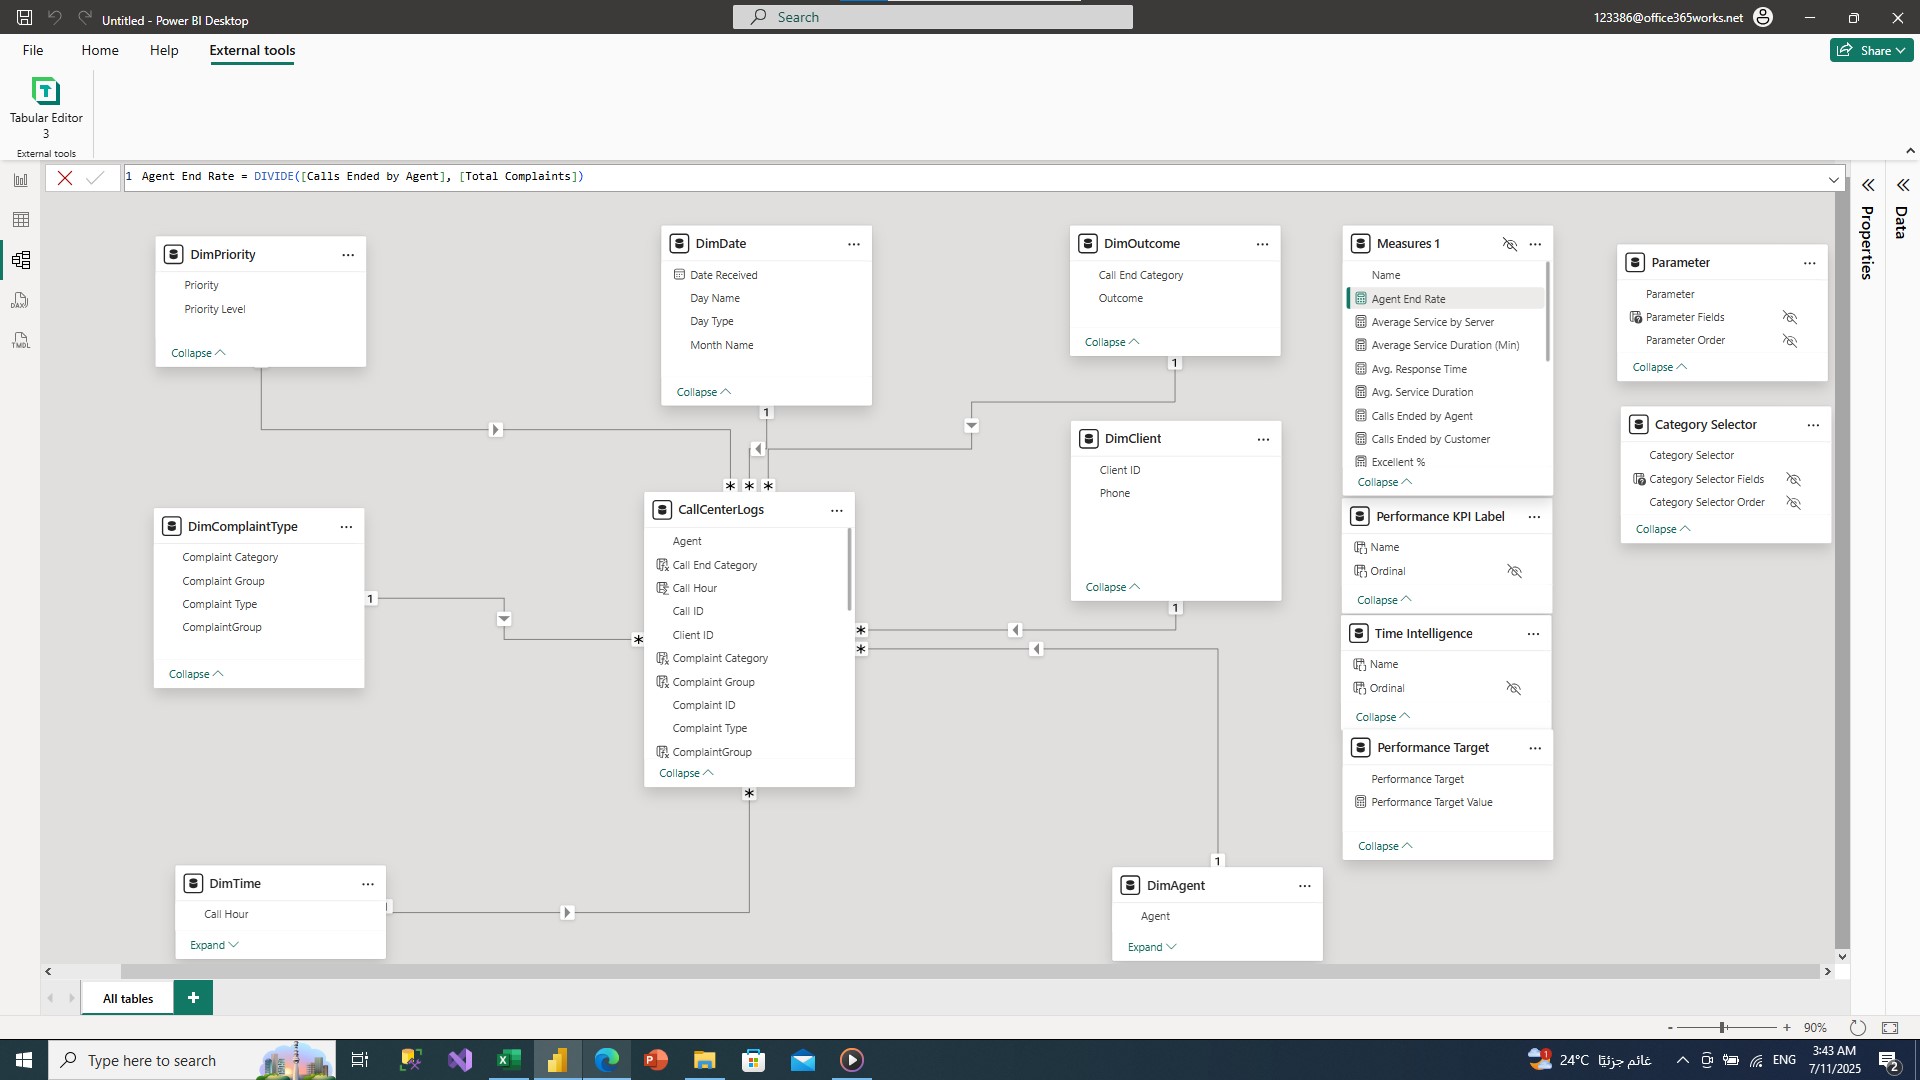 Untitled - Power BI Desktop
Search
123386@office365works.net
File
Home
Help
External tools
Share
Tabular Editor
3
External tools
1 Agent End Rate = DIVIDE([Calls Ended by Agent], [Total Complaints])
DAX
TMDL
DimPriority
Priority
Priority Level
Collapse
DimDate
Date Received
Day Name
Day Type
Month Name
Collapse
1
DimOutcome
Call End Category
Outcome
Collapse
1
Measures 1
Name
Agent End Rate
Average Service by Server
Average Service Duration (Min)
Avg. Response Time
Avg. Service Duration
Calls Ended by Agent
Calls Ended by Customer
Excellent %
Collapse
Parameter
Parameter
Parameter Fields
Parameter Order
Collapse
Category Selector
Category Selector
Category Selector Fields
Category Selector Order
Collapse
DimClient
Client ID
Phone
Collapse
1
* * *
CallCenterLogs
Agent
Call End Category
Call Hour
Call ID
Client ID
Complaint Category
Complaint Group
Complaint ID
Complaint Type
ComplaintGroup
Collapse
*
*
*
*
DimComplaintType
Complaint Category
Complaint Group
Complaint Type
ComplaintGroup
Collapse
1
Performance KPI Label
Name
Ordinal
Collapse
Time Intelligence
Name
Ordinal
Collapse
Performance Target
Performance Target
Performance Target Value
Collapse
DimTime
Call Hour
Expand
1
DimAgent
Agent
Expand
Properties
Data
All tables
+
- + 90%
Type here to search
1
24°C غائم جزئيًا
ENG
3:43 AM
7/11/2025
2